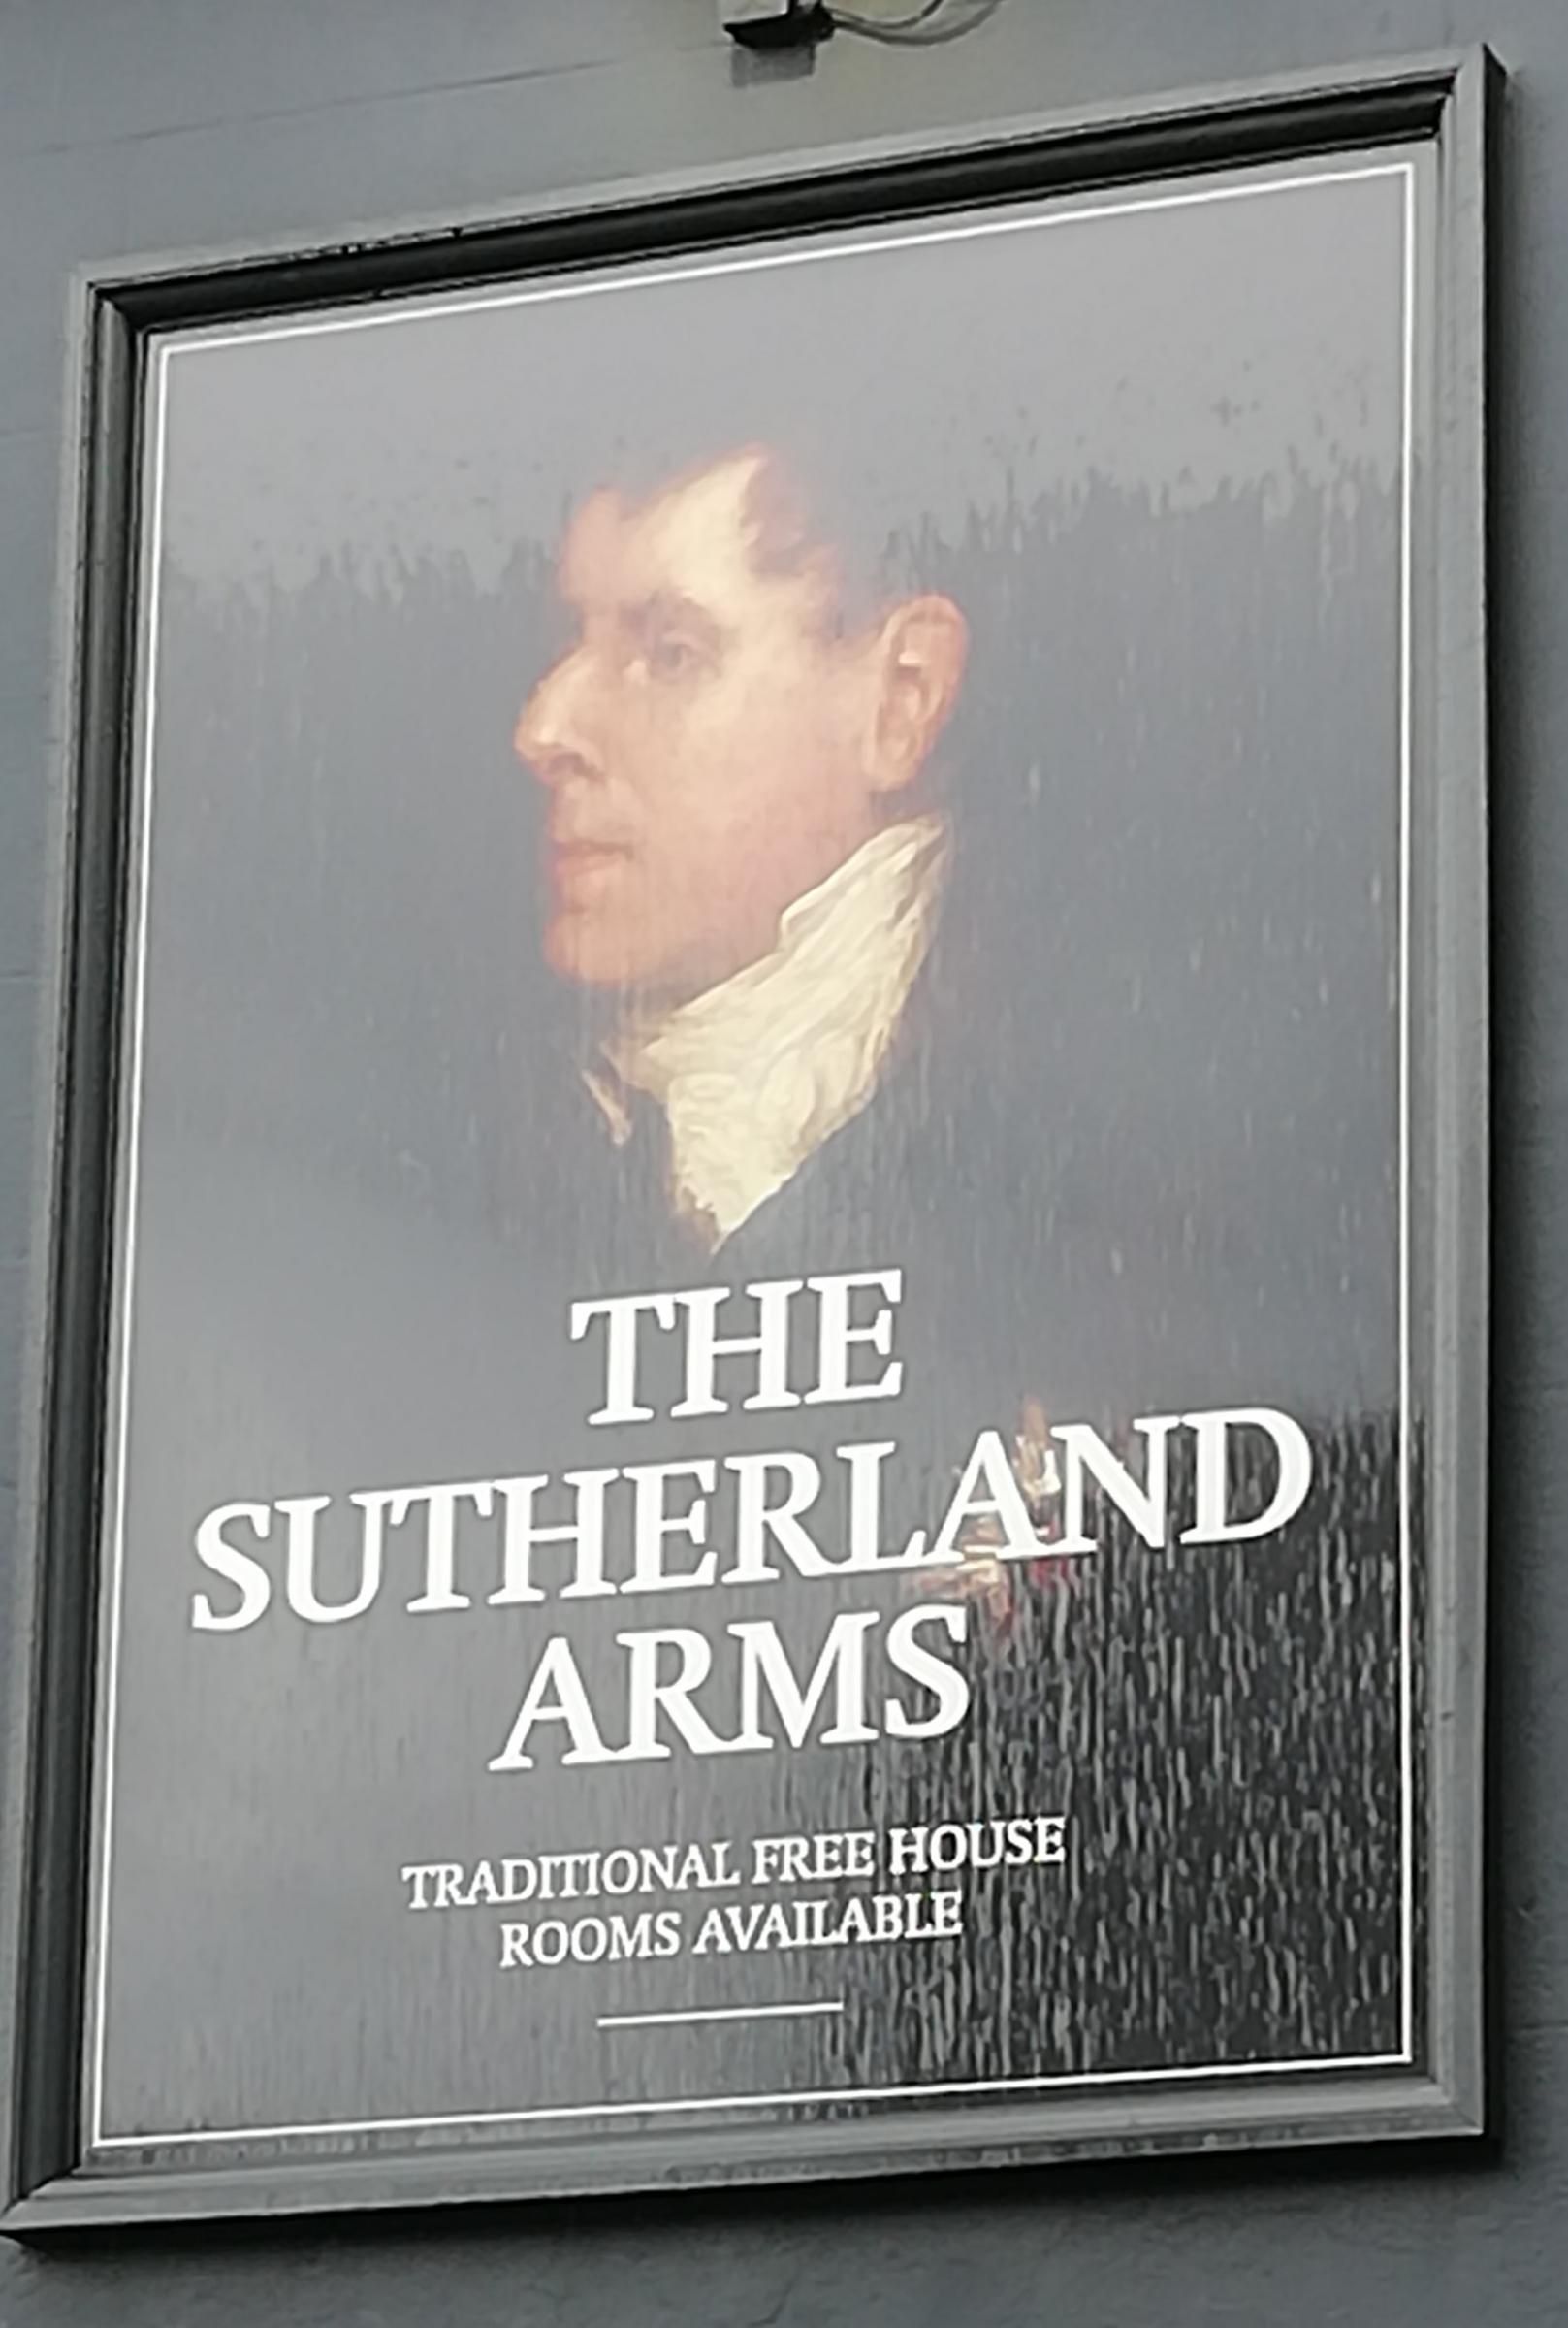 THE
SUTHERLAND
ARMS
TRADITIONAL FREE HOUSE
ROOMS AVAILABLE